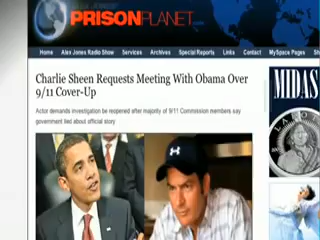 PRISONPLANET.com
Home Alex Jones Radio Show Services Archives Special Reports Links Contact MySpace Pages
Charlie Sheen Requests Meeting With Obama Over
9/11 Cover-Up
Actor demands investigation be reopened after majority of 9/11 Commission members say
government lied about official story
MIDAS